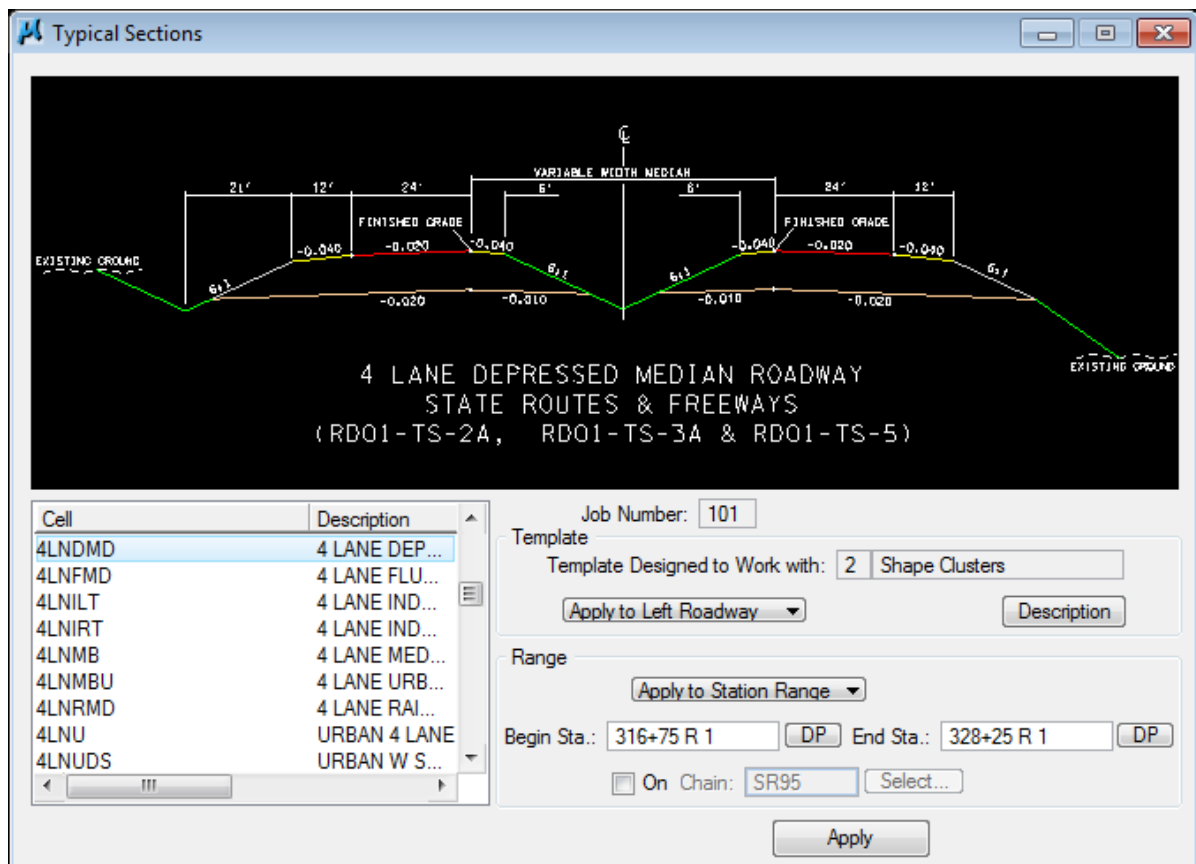 Typical Sections
℄
VARIABLE WIDTH MEDIAN
21' 12' 24' 6' 6' 24' 12'
FINISHED GRADE FINISHED GRADE
-0.040 -0.020 -0.040 -0.040 -0.020 -0.040
EXISTING GROUND
6:1 6:1 6:1 6:1
-0.020 -0.010 -0.010 -0.020
EXISTING GROUND
4 LANE DEPRESSED MEDIAN ROADWAY
STATE ROUTES & FREEWAYS
(RD01-TS-2A, RD01-TS-3A & RD01-TS-5)
Cell Description
4LNDMD 4 LANE DEP...
4LNFMD 4 LANE FLU...
4LNILT 4 LANE IND...
4LNIRT 4 LANE IND...
4LNMB 4 LANE MED...
4LNMBU 4 LANE URB...
4LNRMD 4 LANE RAI...
4LNU URBAN 4 LANE
4LNUDS URBAN W S...
Job Number: 101
Template
Template Designed to Work with: 2 Shape Clusters
Apply to Left Roadway Description
Range
Apply to Station Range
Begin Sta.: 316+75 R 1 DP End Sta.: 328+25 R 1 DP
On Chain: SR95 Select...
Apply